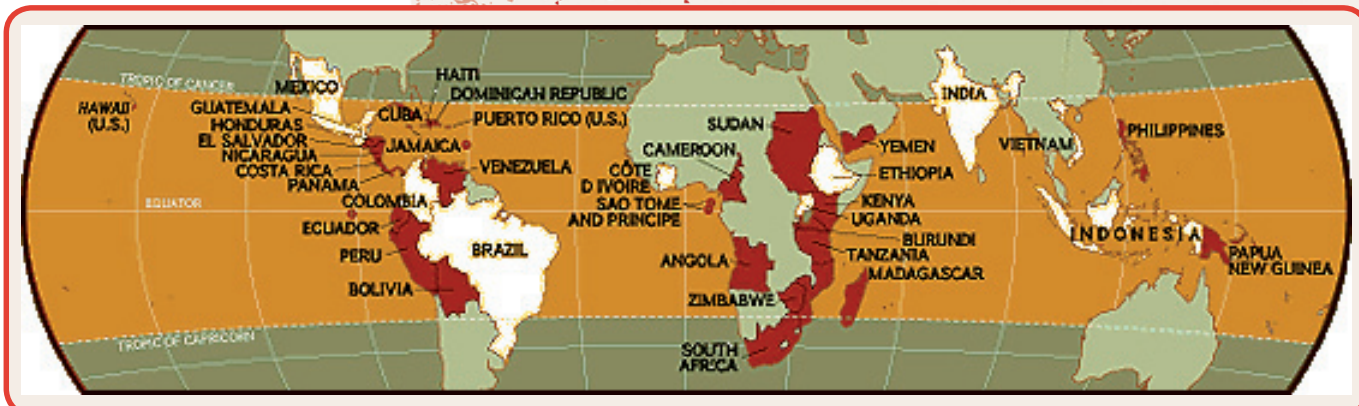 TROPIC OF CANCER
HAWAII
(U.S.)
MEXICO
GUATEMALA
HONDURAS
EL SALVADOR
NICARAGUA
COSTA RICA
PANAMA
CUBA
HAITI
DOMINICAN REPUBLIC
PUERTO RICO (U.S.)
JAMAICA
VENEZUELA
COLOMBIA
EQUATOR
ECUADOR
PERU
BRAZIL
BOLIVIA
TROPIC OF CAPRICORN
SUDAN
CAMEROON
CÔTE
D IVOIRE
SAO TOME
AND PRINCIPE
ANGOLA
ZIMBABWE
SOUTH
AFRICA
YEMEN
ETHIOPIA
KENYA
UGANDA
BURUNDI
TANZANIA
MADAGASCAR
INDIA
VIETNAM
PHILIPPINES
INDONESIA
PAPUA
NEW GUINEA